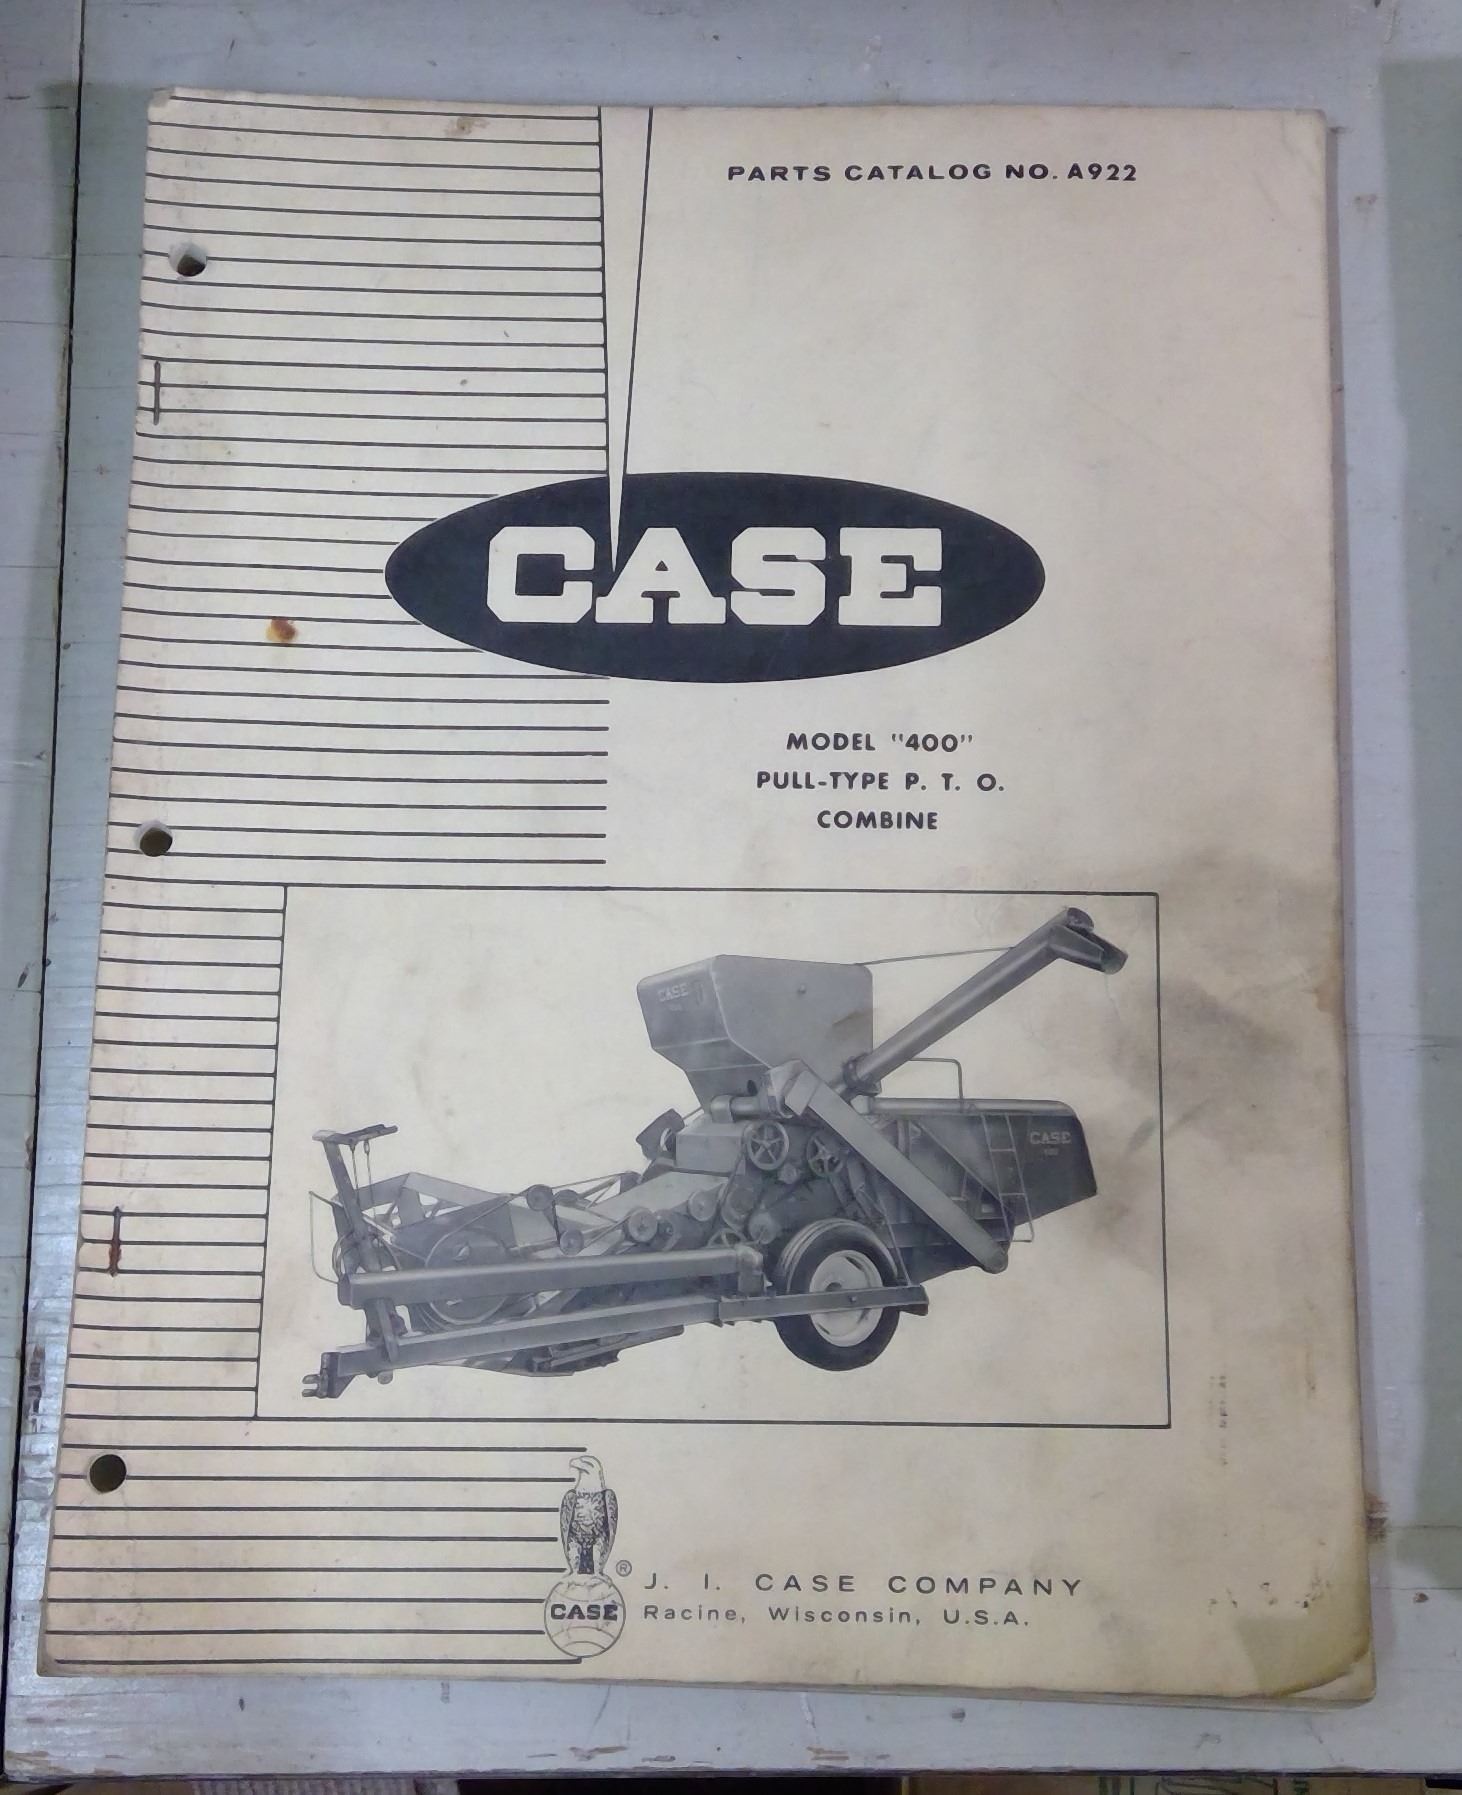 PARTS CATALOG NO. A922
CASE
MODEL "400"
PULL-TYPE P. T. O.
COMBINE
CASE
CASE
®
J. I. CASE COMPANY
CASE
Racine, Wisconsin, U.S.A.